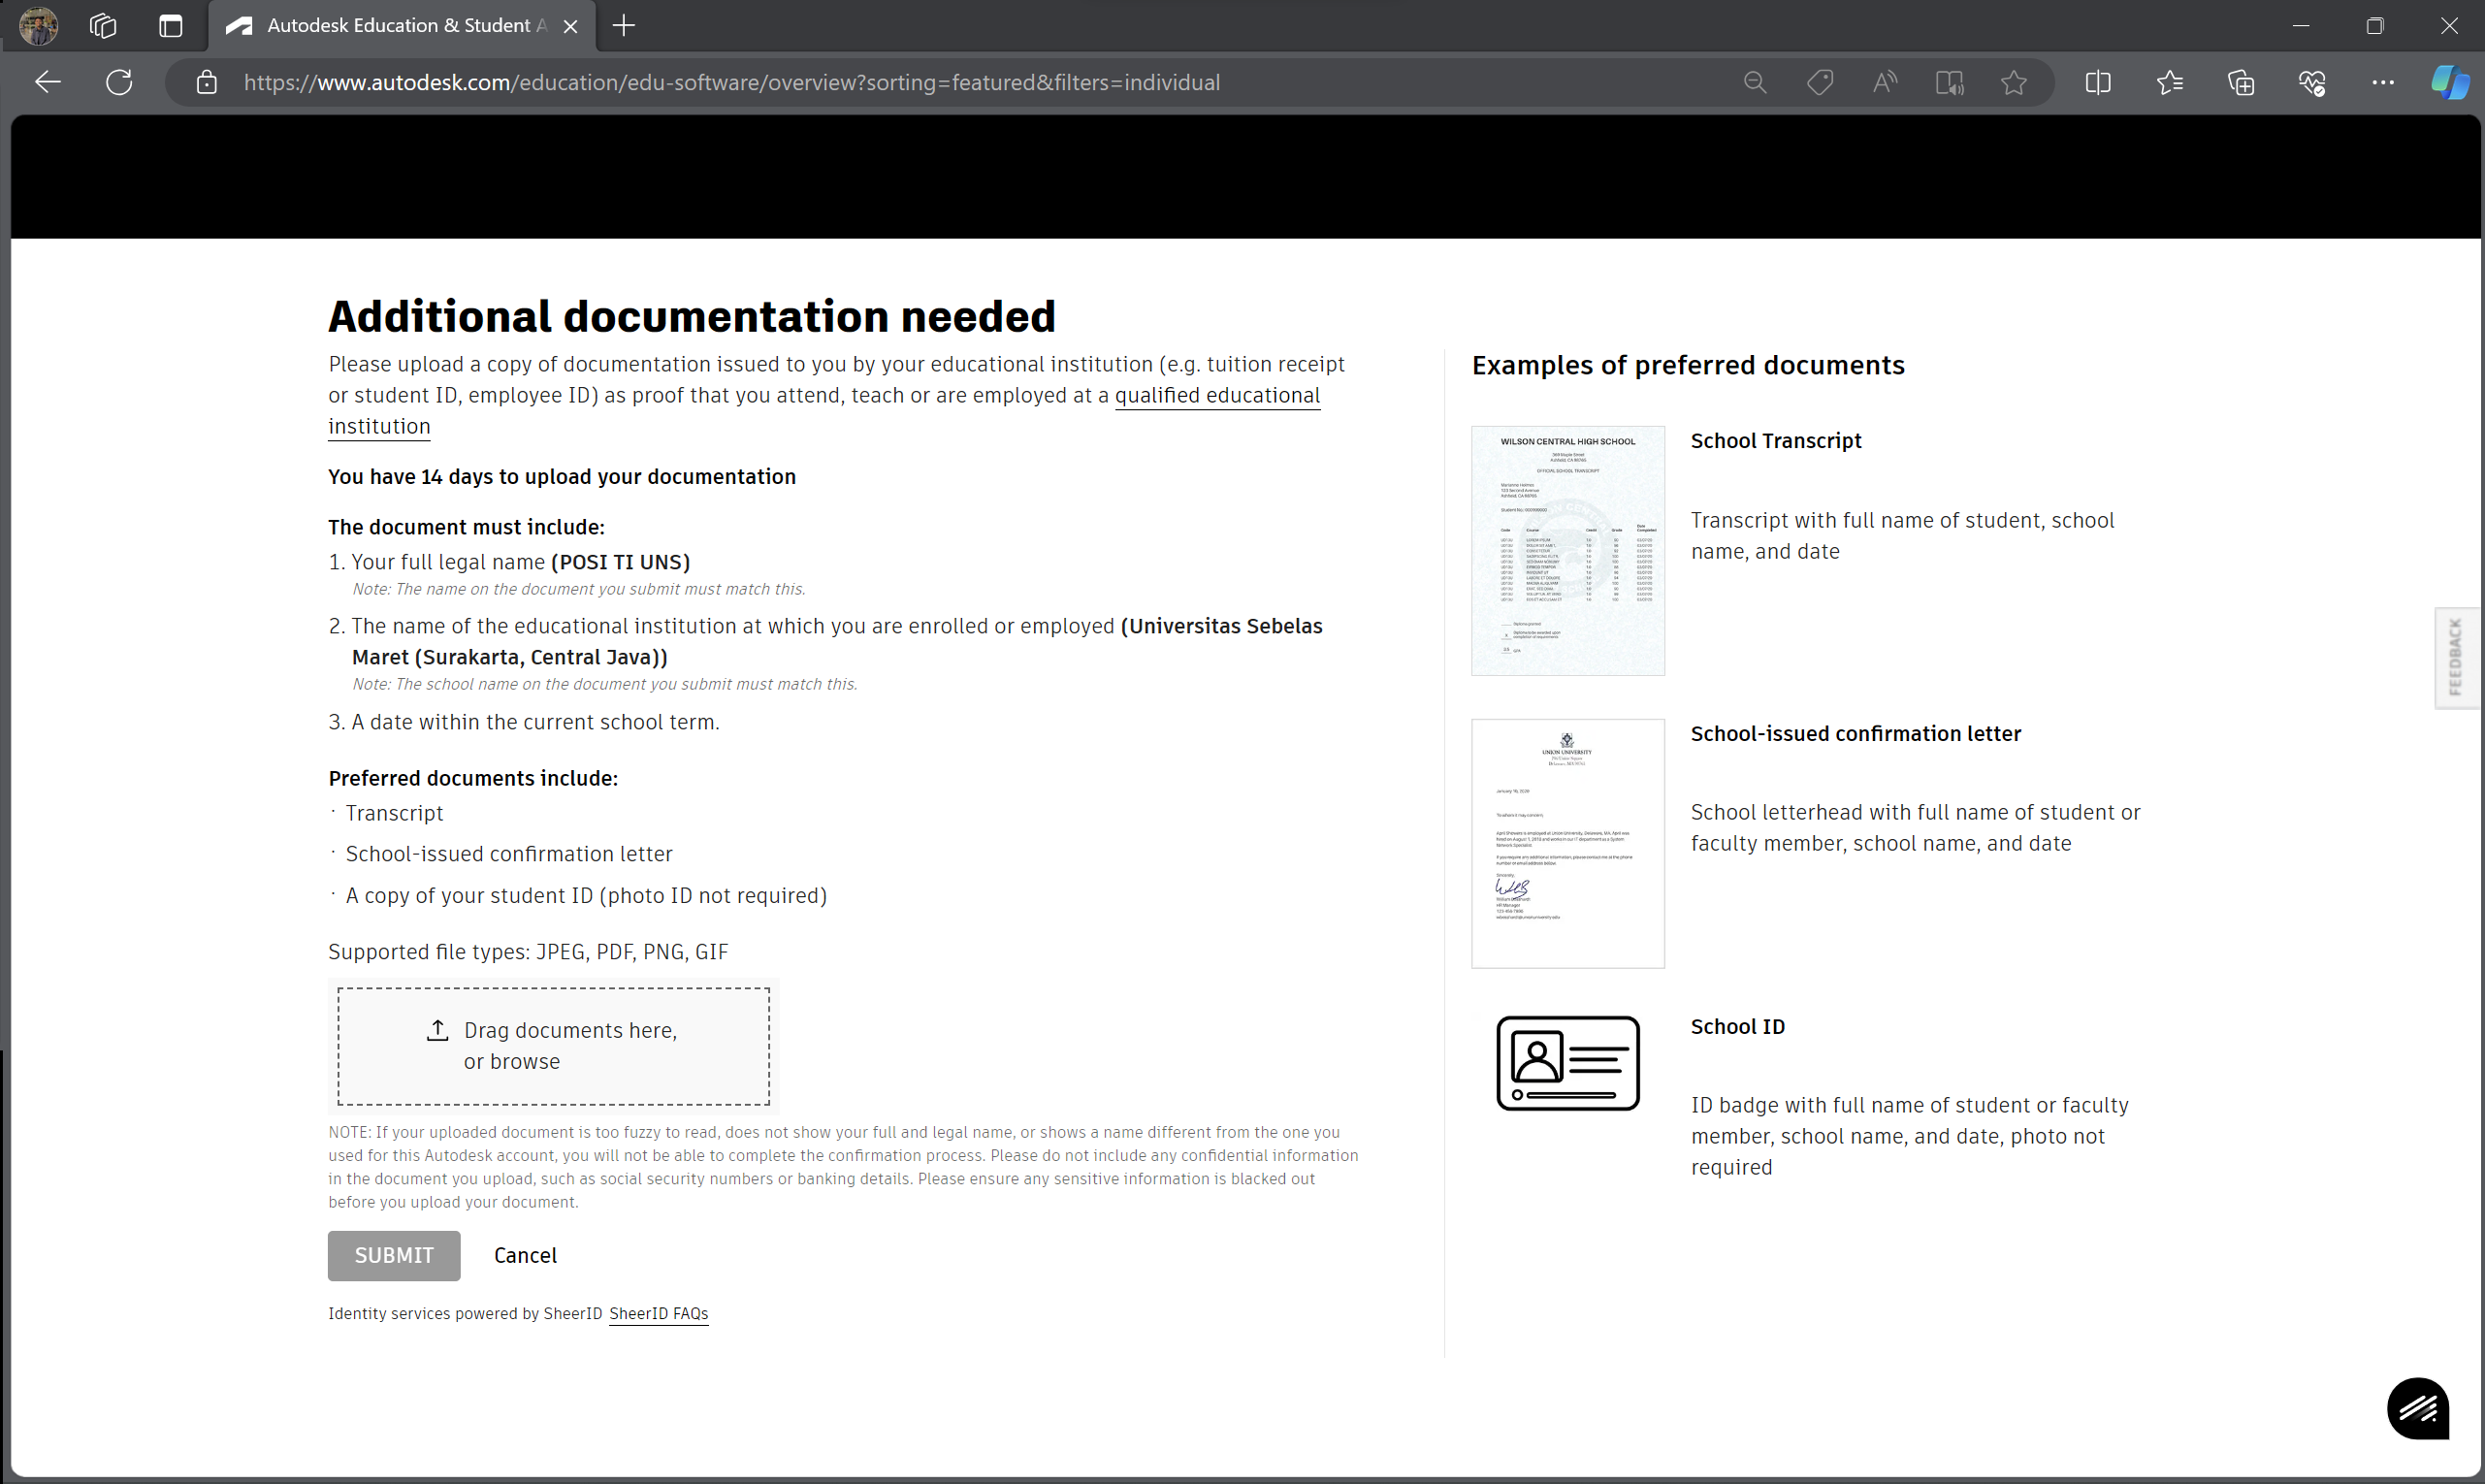 Autodesk Education & Student A
https://www.autodesk.com/education/edu-software/overview?sorting=featured&filters=individual
Additional documentation needed
Please upload a copy of documentation issued to you by your educational institution (e.g. tuition receipt
or student ID, employee ID) as proof that you attend, teach or are employed at a qualified educational
institution
You have 14 days to upload your documentation
The document must include:
1. Your full legal name (POSI TI UNS)
Note: The name on the document you submit must match this.
2. The name of the educational institution at which you are enrolled or employed (Universitas Sebelas
Maret (Surakarta, Central Java))
Note: The school name on the document you submit must match this.
3. A date within the current school term.
Preferred documents include:
· Transcript
· School-issued confirmation letter
· A copy of your student ID (photo ID not required)
Supported file types: JPEG, PDF, PNG, GIF
Drag documents here,
or browse
NOTE: If your uploaded document is too fuzzy to read, does not show your full and legal name, or shows a name different from the one you
used for this Autodesk account, you will not be able to complete the confirmation process. Please do not include any confidential information
in the document you upload, such as social security numbers or banking details. Please ensure any sensitive information is blacked out
before you upload your document.
SUBMIT Cancel
Identity services powered by SheerID SheerID FAQs
Examples of preferred documents
WILSON CENTRAL HIGH SCHOOL
OFFICIAL SCHOOL TRANSCRIPT
School Transcript
Transcript with full name of student, school
name, and date
UNION UNIVERSITY
January 16, 2020
To whom it may concern,
Sincerely,
HR Manager
School-issued confirmation letter
School letterhead with full name of student or
faculty member, school name, and date
School ID
ID badge with full name of student or faculty
member, school name, and date, photo not
required
FEEDBACK